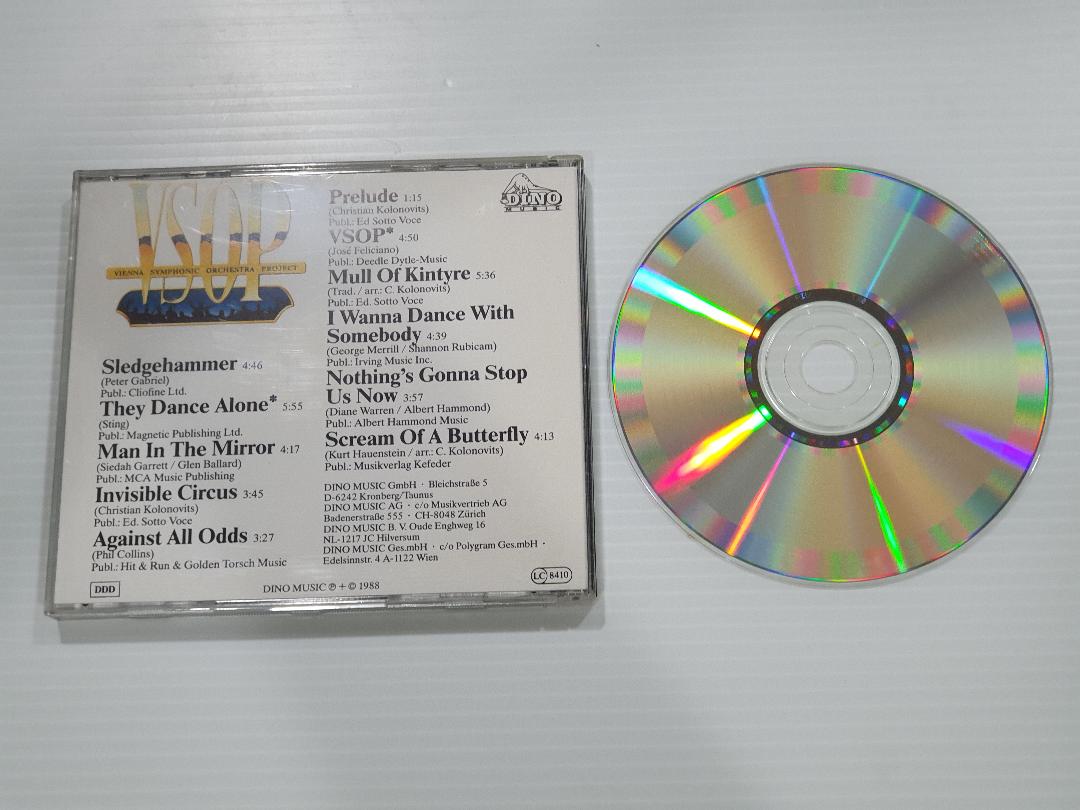 VSOP
VIENNA SYMPHONIC ORCHESTRA PROJECT
Sledgehammer 4:46
(Peter Gabriel)
Publ.: Cliofine Ltd.
They Dance Alone* 5:55
(Sting)
Publ.: Magnetic Publishing Ltd.
Man In The Mirror 4:17
(Siedah Garrett / Glen Ballard)
Publ.: MCA Music Publishing
Invisible Circus 3:45
(Christian Kolonovits)
Publ.: Ed. Sotto Voce
Against All Odds 3:27
(Phil Collins)
Publ.: Hit & Run & Golden Torsch Music
DDD
Prelude 1:15
(Christian Kolonovits)
Publ.: Ed Sotto Voce
VSOP* 4:50
(José Feliciano)
Publ.: Deedle Dytle-Music
Mull Of Kintyre 5:36
(Trad. / arr.: C. Kolonovits)
Publ.: Ed. Sotto Voce
I Wanna Dance With
Somebody 4:39
(George Merrill / Shannon Rubicam)
Publ.: Irving Music Inc.
Nothing's Gonna Stop
Us Now 3:57
(Diane Warren / Albert Hammond)
Publ.: Albert Hammond Music
Scream Of A Butterfly 4:13
(Kurt Hauenstein / arr.: C. Kolonovits)
Publ.: Musikverlag Kefeder
DINO MUSIC GmbH · Bleichstraße 5
D-6242 Kronberg/Taunus
DINO MUSIC AG · c/o Musikvertrieb AG
Badenerstraße 555 · CH-8048 Zürich
DINO MUSIC B. V. Oude Enghweg 16
NL-1217 JC Hilversum
DINO MUSIC Ges.mbH · c/o Polygram Ges.mbH ·
Edelsinnstr. 4 A-1122 Wien
DINO
MUSIC
DINO MUSIC ℗ + © 1988
LC 8410